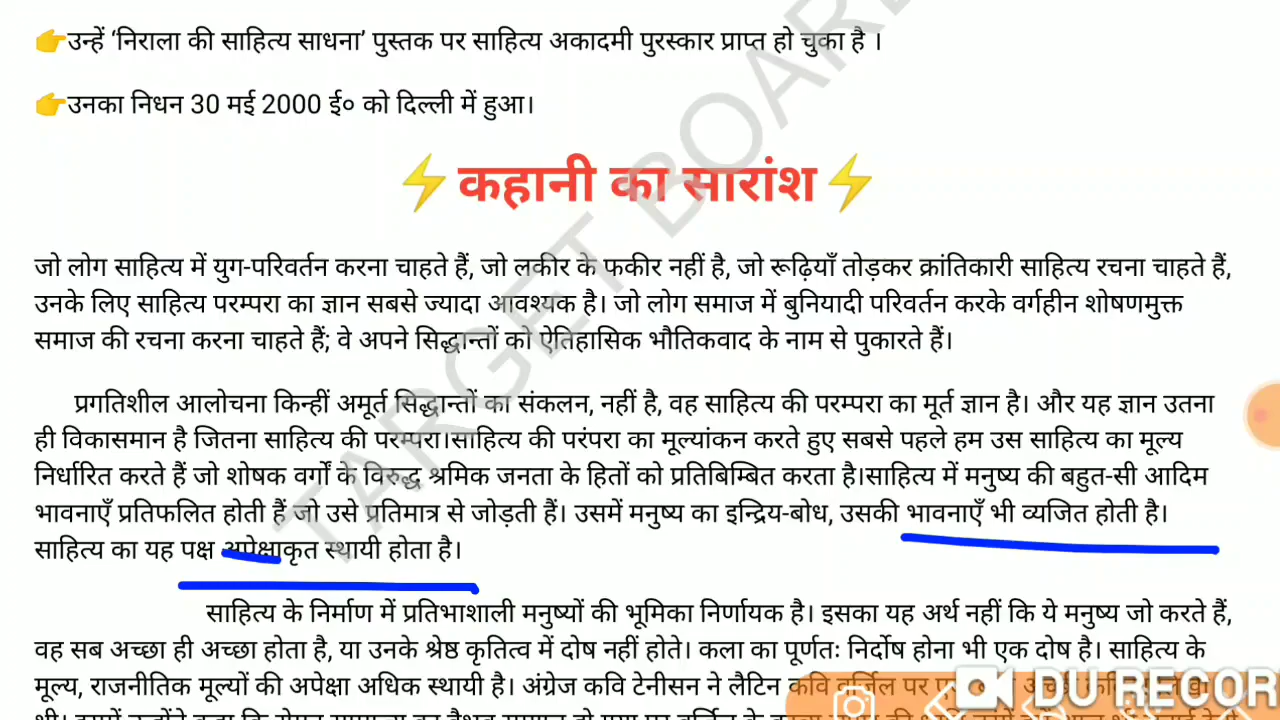 👉उन्हें ‘निराला की साहित्य साधना’ पुस्तक पर साहित्य अकादमी पुरस्कार प्राप्त हो चुका है ।
👉उनका निधन 30 मई 2000 ई० को दिल्ली में हुआ।
⚡कहानी का सारांश⚡
जो लोग साहित्य में युग-परिवर्तन करना चाहते हैं, जो लकीर के फकीर नहीं है, जो रूढ़ियाँ तोड़कर क्रांतिकारी साहित्य रचना चाहते हैं,
उनके लिए साहित्य परम्परा का ज्ञान सबसे ज्यादा आवश्यक है। जो लोग समाज में बुनियादी परिवर्तन करके वर्गहीन शोषणमुक्त
समाज की रचना करना चाहते हैं; वे अपने सिद्धान्तों को ऐतिहासिक भौतिकवाद के नाम से पुकारते हैं।
प्रगतिशील आलोचना किन्हीं अमूर्त सिद्धान्तों का संकलन, नहीं है, वह साहित्य की परम्परा का मूर्त ज्ञान है। और यह ज्ञान उतना
ही विकासमान है जितना साहित्य की परम्परा।साहित्य की परंपरा का मूल्यांकन करते हुए सबसे पहले हम उस साहित्य का मूल्य
निर्धारित करते हैं जो शोषक वर्गों के विरुद्ध श्रमिक जनता के हितों को प्रतिबिम्बित करता है।साहित्य में मनुष्य की बहुत-सी आदिम
भावनाएँ प्रतिफलित होती हैं जो उसे प्रतिमात्र से जोड़ती हैं। उसमें मनुष्य का इन्द्रिय-बोध, उसकी भावनाएँ भी व्यजित होती है।
साहित्य का यह पक्ष अपेक्षाकृत स्थायी होता है।
साहित्य के निर्माण में प्रतिभाशाली मनुष्यों की भूमिका निर्णायक है। इसका यह अर्थ नहीं कि ये मनुष्य जो करते हैं,
वह सब अच्छा ही अच्छा होता है, या उनके श्रेष्ठ कृतित्व में दोष नहीं होते। कला का पूर्णतः निर्दोष होना भी एक दोष है। साहित्य के
मूल्य, राजनीतिक मूल्यों की अपेक्षा अधिक स्थायी है। अंग्रेज कवि टेनीसन ने लैटिन कवि वर्जिल पर
TARGET BOARD
DU RECOR